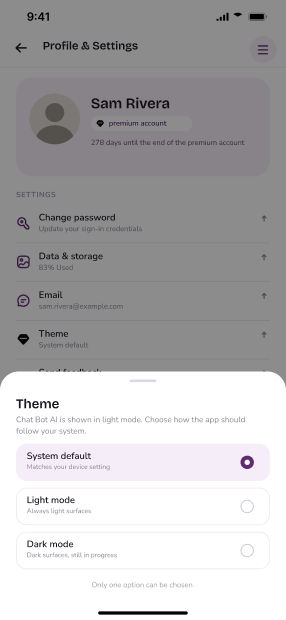 9:41
Profile & Settings
Sam Rivera
premium account
278 days until the end of the premium account
SETTINGS
Change password
Update your sign-in credentials
Data & storage
83% Used
Email
sam.rivera@example.com
Theme
System default
Send feedback
Theme
Chat Bot AI is shown in light mode. Choose how the app should
follow your system.
System default
Matches your device setting
Light mode
Always light surfaces
Dark mode
Dark surfaces, still in progress
Only one option can be chosen.